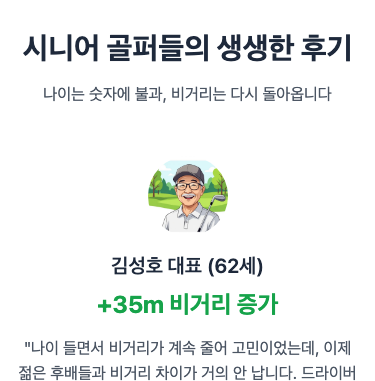 시니어 골퍼들의 생생한 후기
나이는 숫자에 불과, 비거리는 다시 돌아옵니다
김성호 대표 (62세)
+35m 비거리 증가
"나이 들면서 비거리가 계속 줄어 고민이었는데, 이제
젊은 후배들과 비거리 차이가 거의 안 납니다. 드라이버